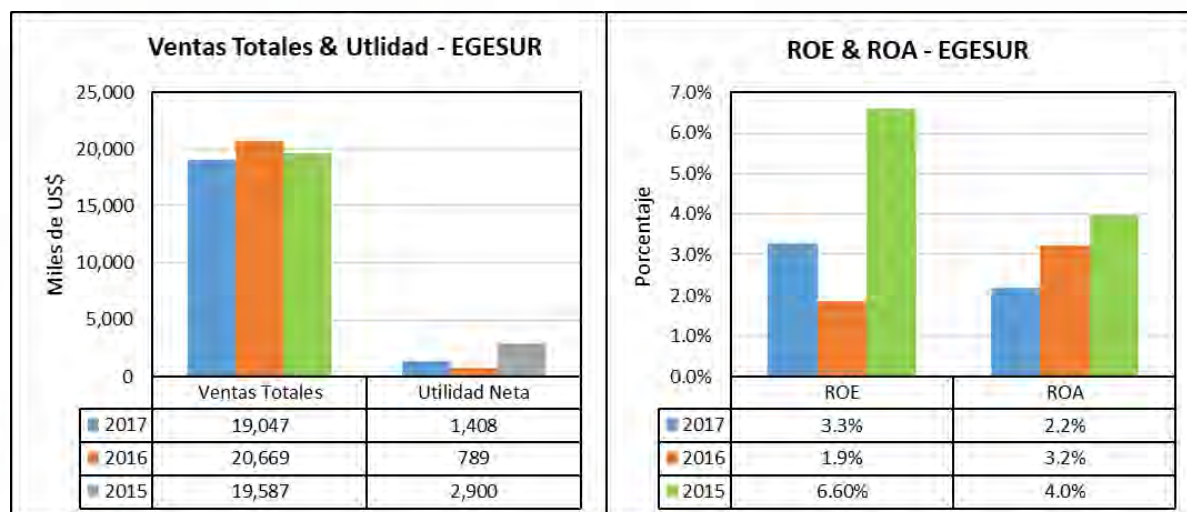 Ventas Totales & Utlidad - EGESUR
Miles de US$
25,000
20,000
15,000
10,000
5,000
0
Ventas Totales Utilidad Neta
2017 19,047 1,408
2016 20,669 789
2015 19,587 2,900
ROE & ROA - EGESUR
Porcentaje
7.0%
6.0%
5.0%
4.0%
3.0%
2.0%
1.0%
0.0%
ROE ROA
2017 3.3% 2.2%
2016 1.9% 3.2%
2015 6.60% 4.0%